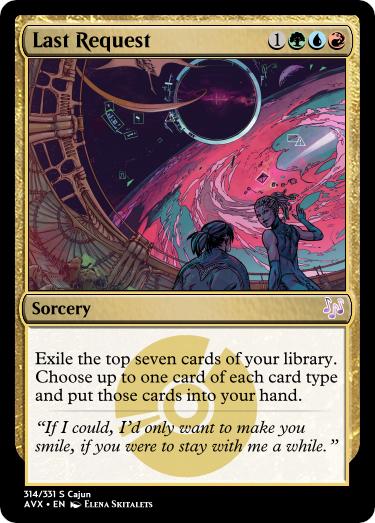 Last Request
1
Sorcery
Exile the top seven cards of your library.
Choose up to one card of each card type
and put those cards into your hand.
“If I could, I’d only want to make you
smile, if you were to stay with me a while.”
314/331 S Cajun
AVX • EN Elena Skitalets